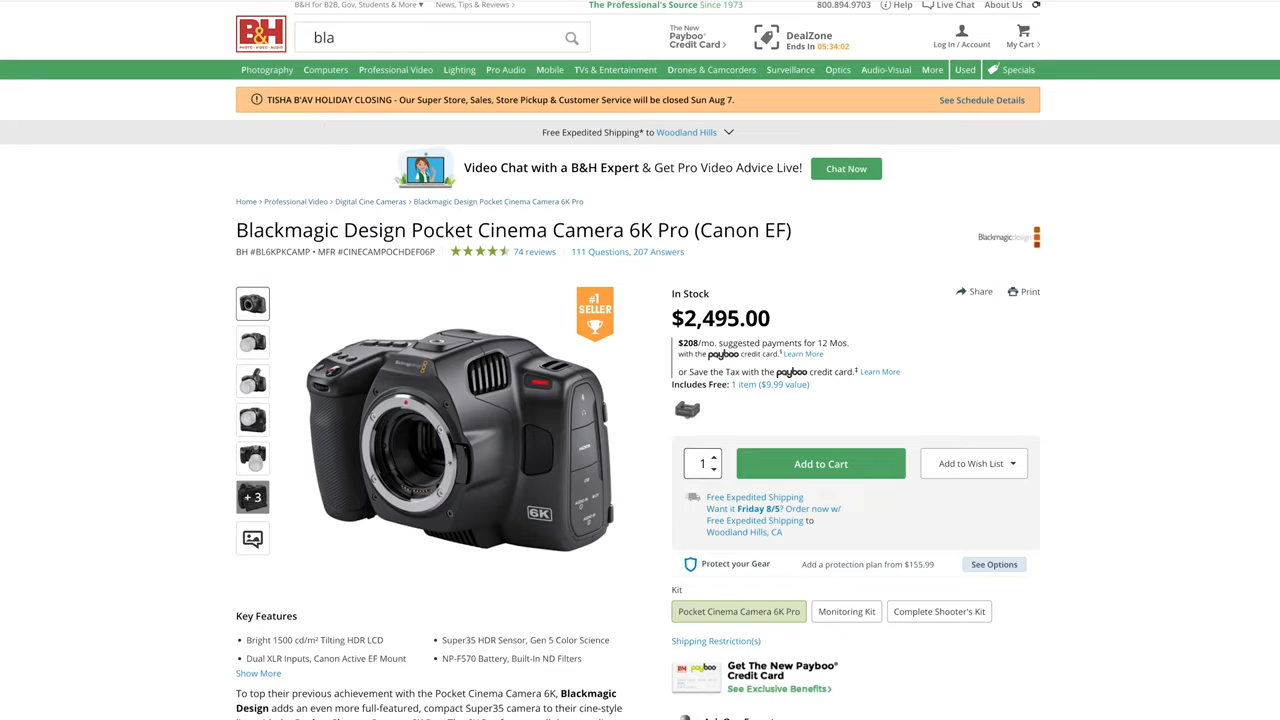 B&H for B2B, Gov, Students & More ▾ News, Tips & Reviews >
The Professional's Source Since 1973
800.894.9703 Help Live Chat About Us
B&H
PHOTO · VIDEO · AUDIO
bla
The New
Payboo
Credit Card >
DealZone
Ends In 05:34:02
Log In / Account
My Cart >
Photography Computers Professional Video Lighting Pro Audio Mobile TVs & Entertainment Drones & Camcorders Surveillance Optics Audio-Visual More Used Specials
TISHA B'AV HOLIDAY CLOSING - Our Super Store, Sales, Store Pickup & Customer Service will be closed Sun Aug 7. See Schedule Details
Free Expedited Shipping* to Woodland Hills
Video Chat with a B&H Expert & Get Pro Video Advice Live! Chat Now
Home > Professional Video > Digital Cine Cameras > Blackmagic Design Pocket Cinema Camera 6K Pro
Blackmagic Design Pocket Cinema Camera 6K Pro (Canon EF)
BH #BL6KPKCAMP • MFR #CINECAMPOCHDEF06P 74 reviews 111 Questions, 207 Answers
Blackmagicdesign
#1
SELLER
+ 3
6K
In Stock
Share Print
$2,495.00
$208/mo. suggested payments for 12 Mos.
with the payboo credit card.§ Learn More
or Save the Tax with the payboo credit card.‡ Learn More
Includes Free: 1 item ($9.99 value)
1
Add to Cart
Add to Wish List
Free Expedited Shipping
Want it Friday 8/5? Order now w/
Free Expedited Shipping to
Woodland Hills, CA
Protect your Gear Add a protection plan from $155.99 See Options
Kit
Pocket Cinema Camera 6K Pro Monitoring Kit Complete Shooter's Kit
Shipping Restriction(s)
B&H payboo
Get The New Payboo®
Credit Card
See Exclusive Benefits>
Key Features
• Bright 1500 cd/m² Tilting HDR LCD
• Super35 HDR Sensor, Gen 5 Color Science
• Dual XLR Inputs, Canon Active EF Mount
• NP-F570 Battery, Built-In ND Filters
Show More
To top their previous achievement with the Pocket Cinema Camera 6K, Blackmagic
Design adds an even more full-featured, compact Super35 camera to their cine-style